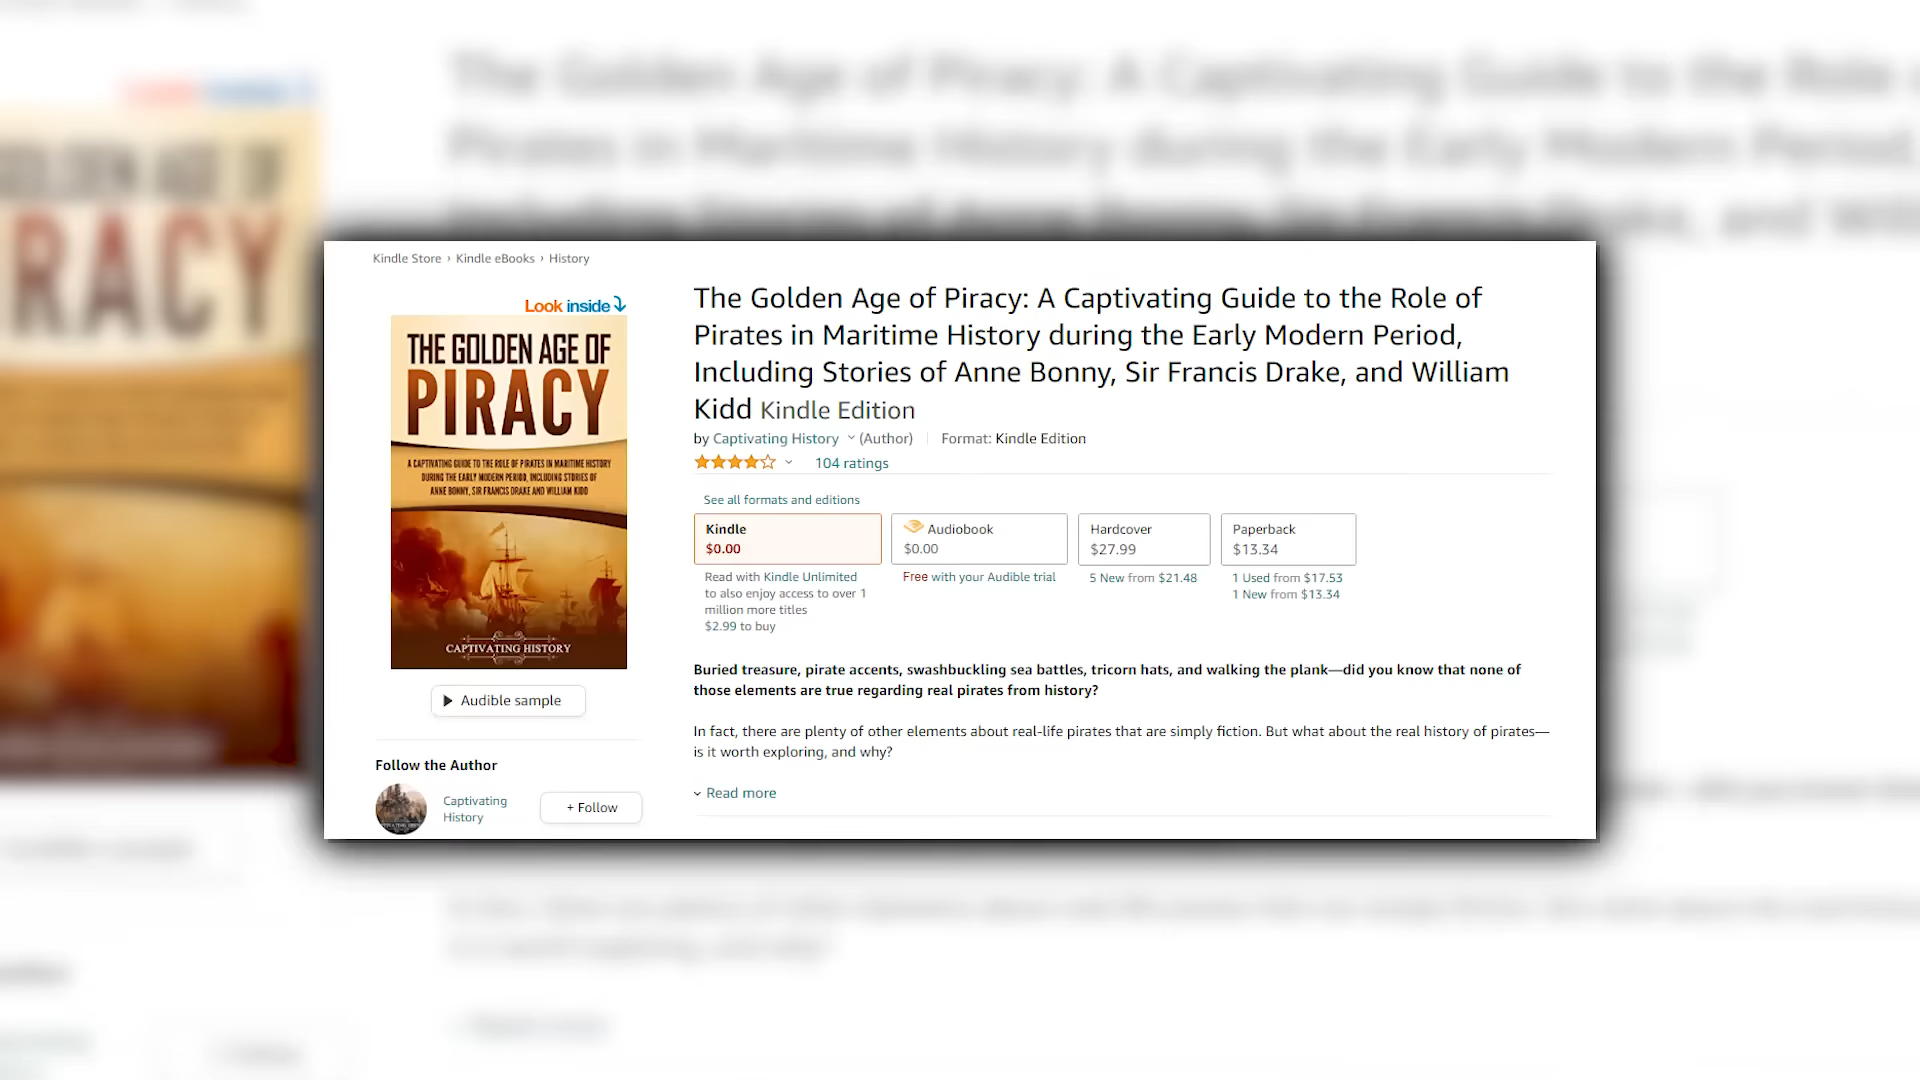 Kindle Store › Kindle eBooks › History
Look inside
THE GOLDEN AGE OF
PIRACY
A CAPTIVATING GUIDE TO THE ROLE OF PIRATES IN MARITIME HISTORY
DURING THE EARLY MODERN PERIOD, INCLUDING STORIES OF
ANNE BONNY, SIR FRANCIS DRAKE AND WILLIAM KIDD
CAPTIVATING HISTORY
Audible sample
Follow the Author
Captivating
History
+ Follow
The Golden Age of Piracy: A Captivating Guide to the Role of
Pirates in Maritime History during the Early Modern Period,
Including Stories of Anne Bonny, Sir Francis Drake, and William
Kidd Kindle Edition
by Captivating History (Author) Format: Kindle Edition
104 ratings
See all formats and editions
Kindle
$0.00
Read with Kindle Unlimited
to also enjoy access to over 1
million more titles
$2.99 to buy
Audiobook
$0.00
Free with your Audible trial
Hardcover
$27.99
5 New from $21.48
Paperback
$13.34
1 Used from $17.53
1 New from $13.34
Buried treasure, pirate accents, swashbuckling sea battles, tricorn hats, and walking the plank—did you know that none of
those elements are true regarding real pirates from history?
In fact, there are plenty of other elements about real-life pirates that are simply fiction. But what about the real history of pirates—
is it worth exploring, and why?
Read more